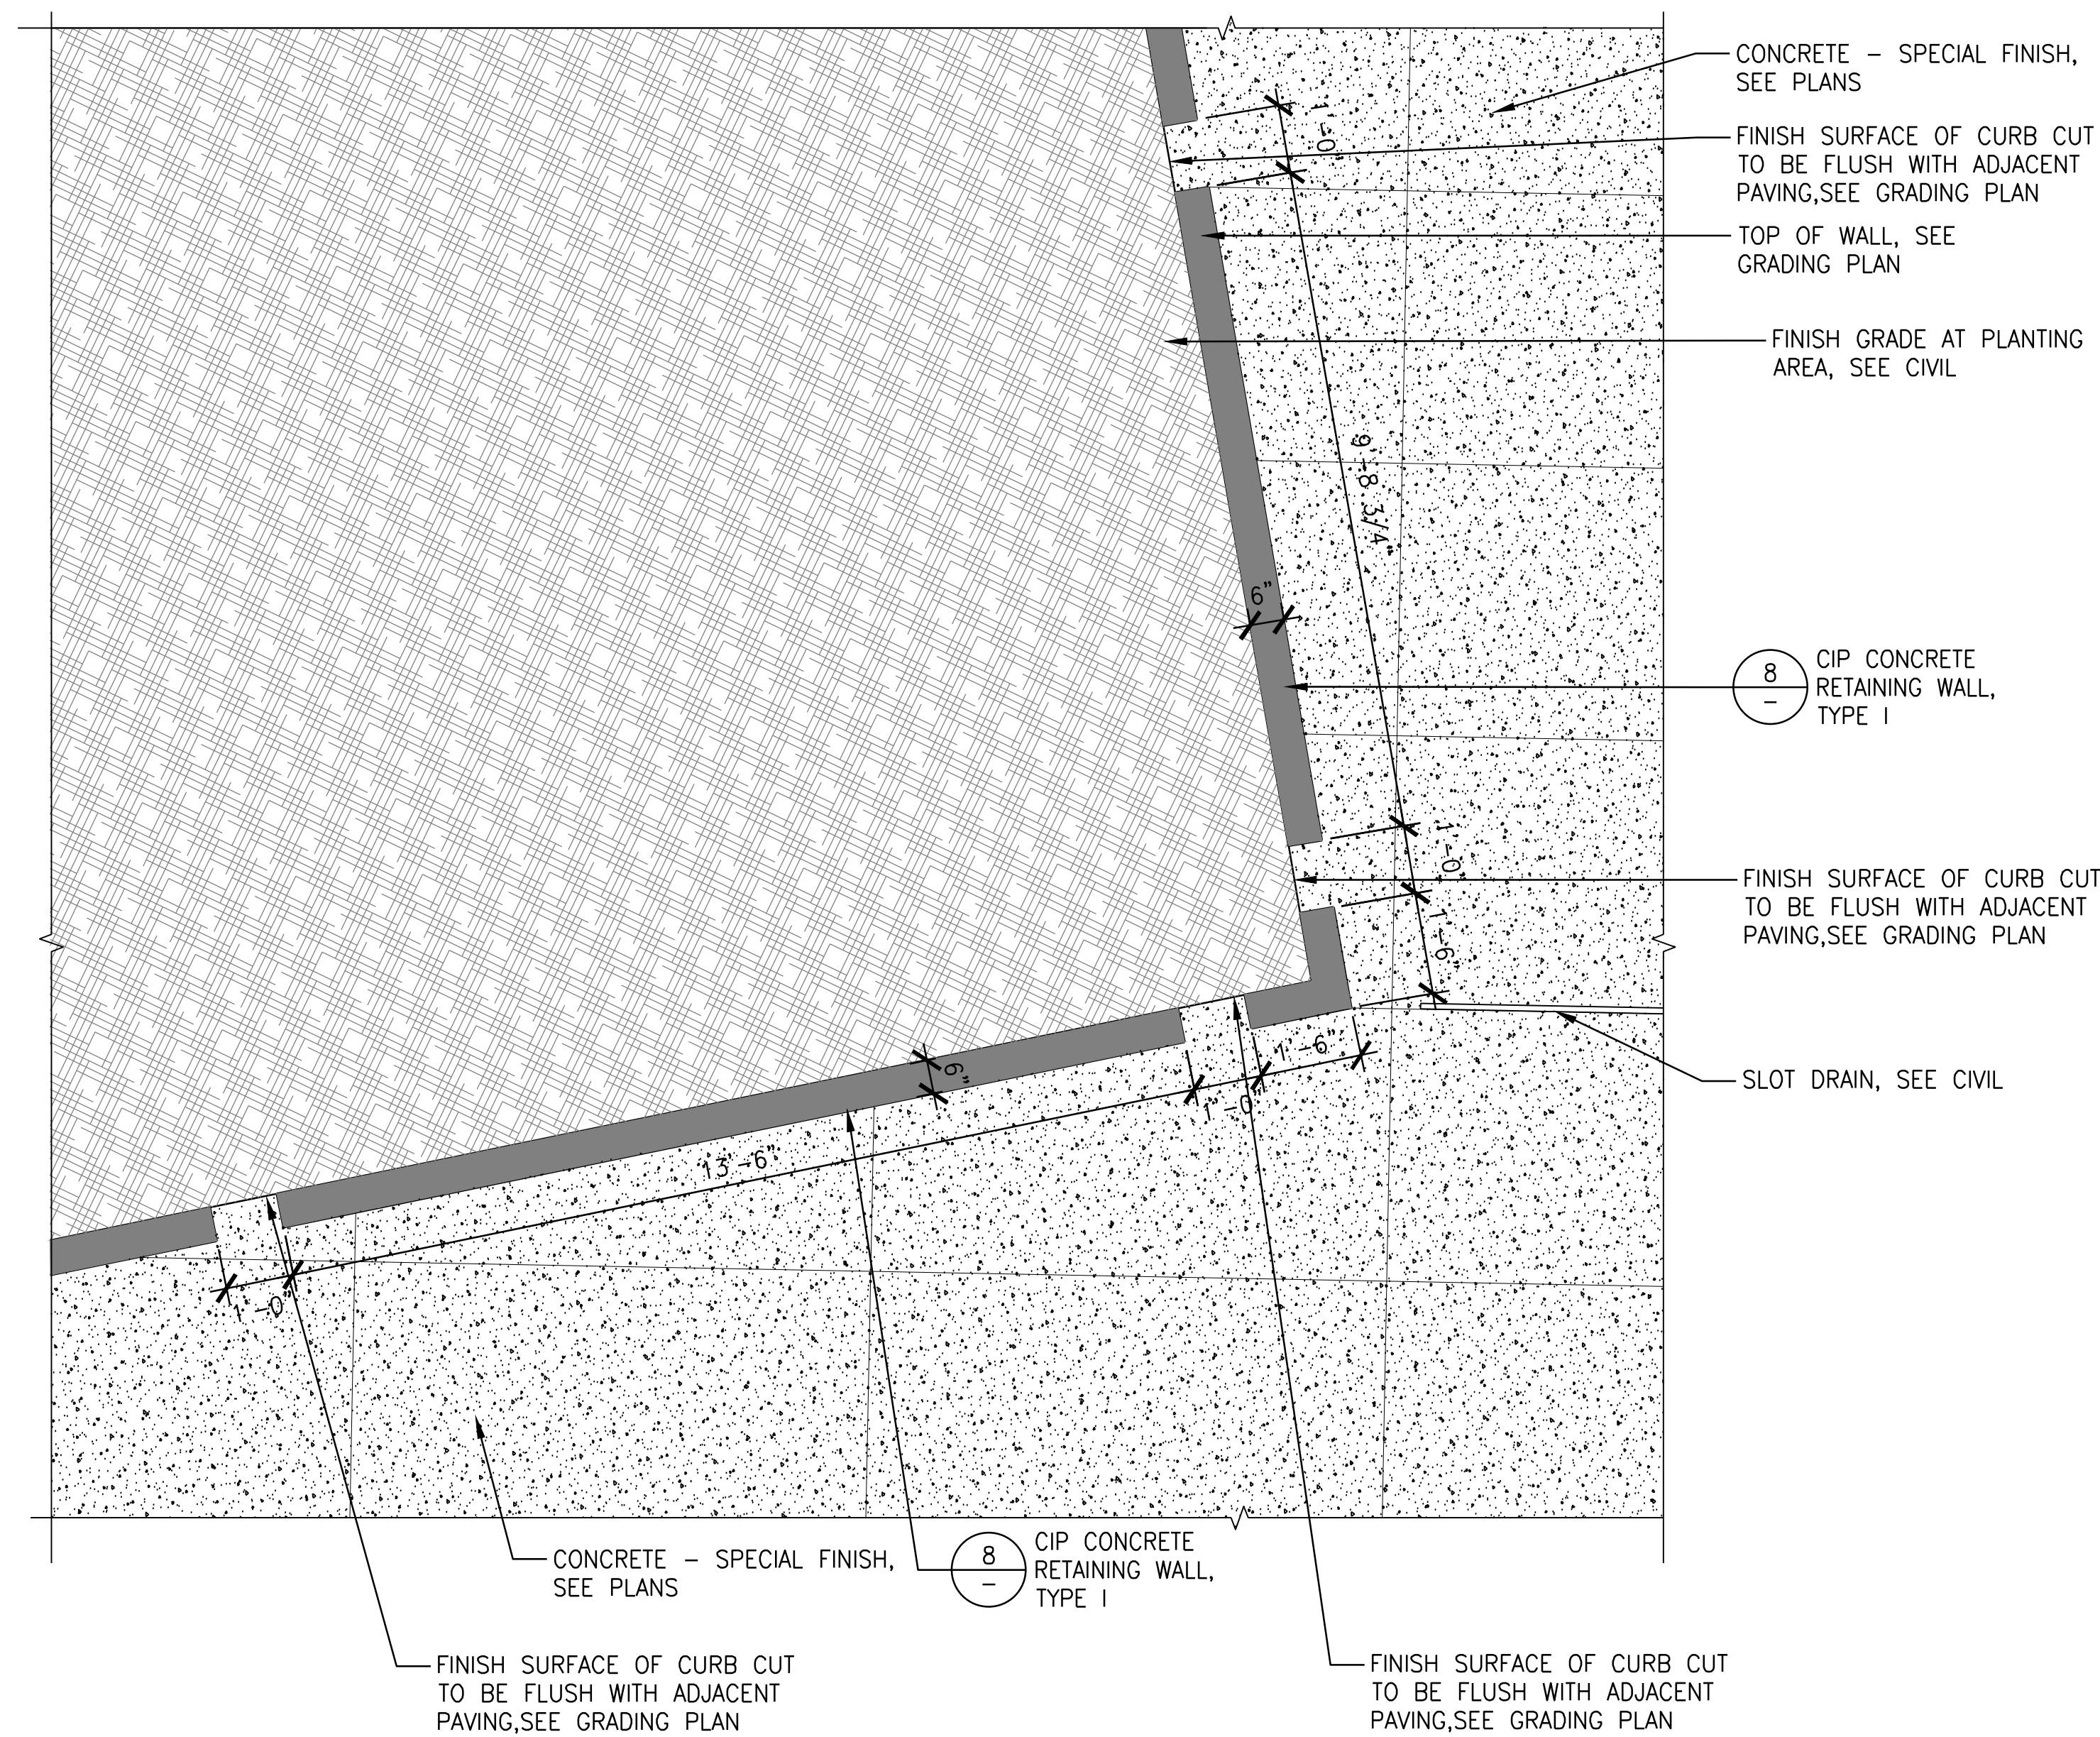 CONCRETE – SPECIAL FINISH,
SEE PLANS
FINISH SURFACE OF CURB CUT
TO BE FLUSH WITH ADJACENT
PAVING,SEE GRADING PLAN
TOP OF WALL, SEE
GRADING PLAN
FINISH GRADE AT PLANTING
AREA, SEE CIVIL
1'-0"
9'-8 3/4"
6"
8
–
CIP CONCRETE
RETAINING WALL,
TYPE I
1'-0"
FINISH SURFACE OF CURB CUT
TO BE FLUSH WITH ADJACENT
PAVING,SEE GRADING PLAN
1'-6"
SLOT DRAIN, SEE CIVIL
1'-6"
6"
1'-0"
13'-6"
1'-0"
CONCRETE – SPECIAL FINISH,
SEE PLANS
8
–
CIP CONCRETE
RETAINING WALL,
TYPE I
FINISH SURFACE OF CURB CUT
TO BE FLUSH WITH ADJACENT
PAVING,SEE GRADING PLAN
FINISH SURFACE OF CURB CUT
TO BE FLUSH WITH ADJACENT
PAVING,SEE GRADING PLAN